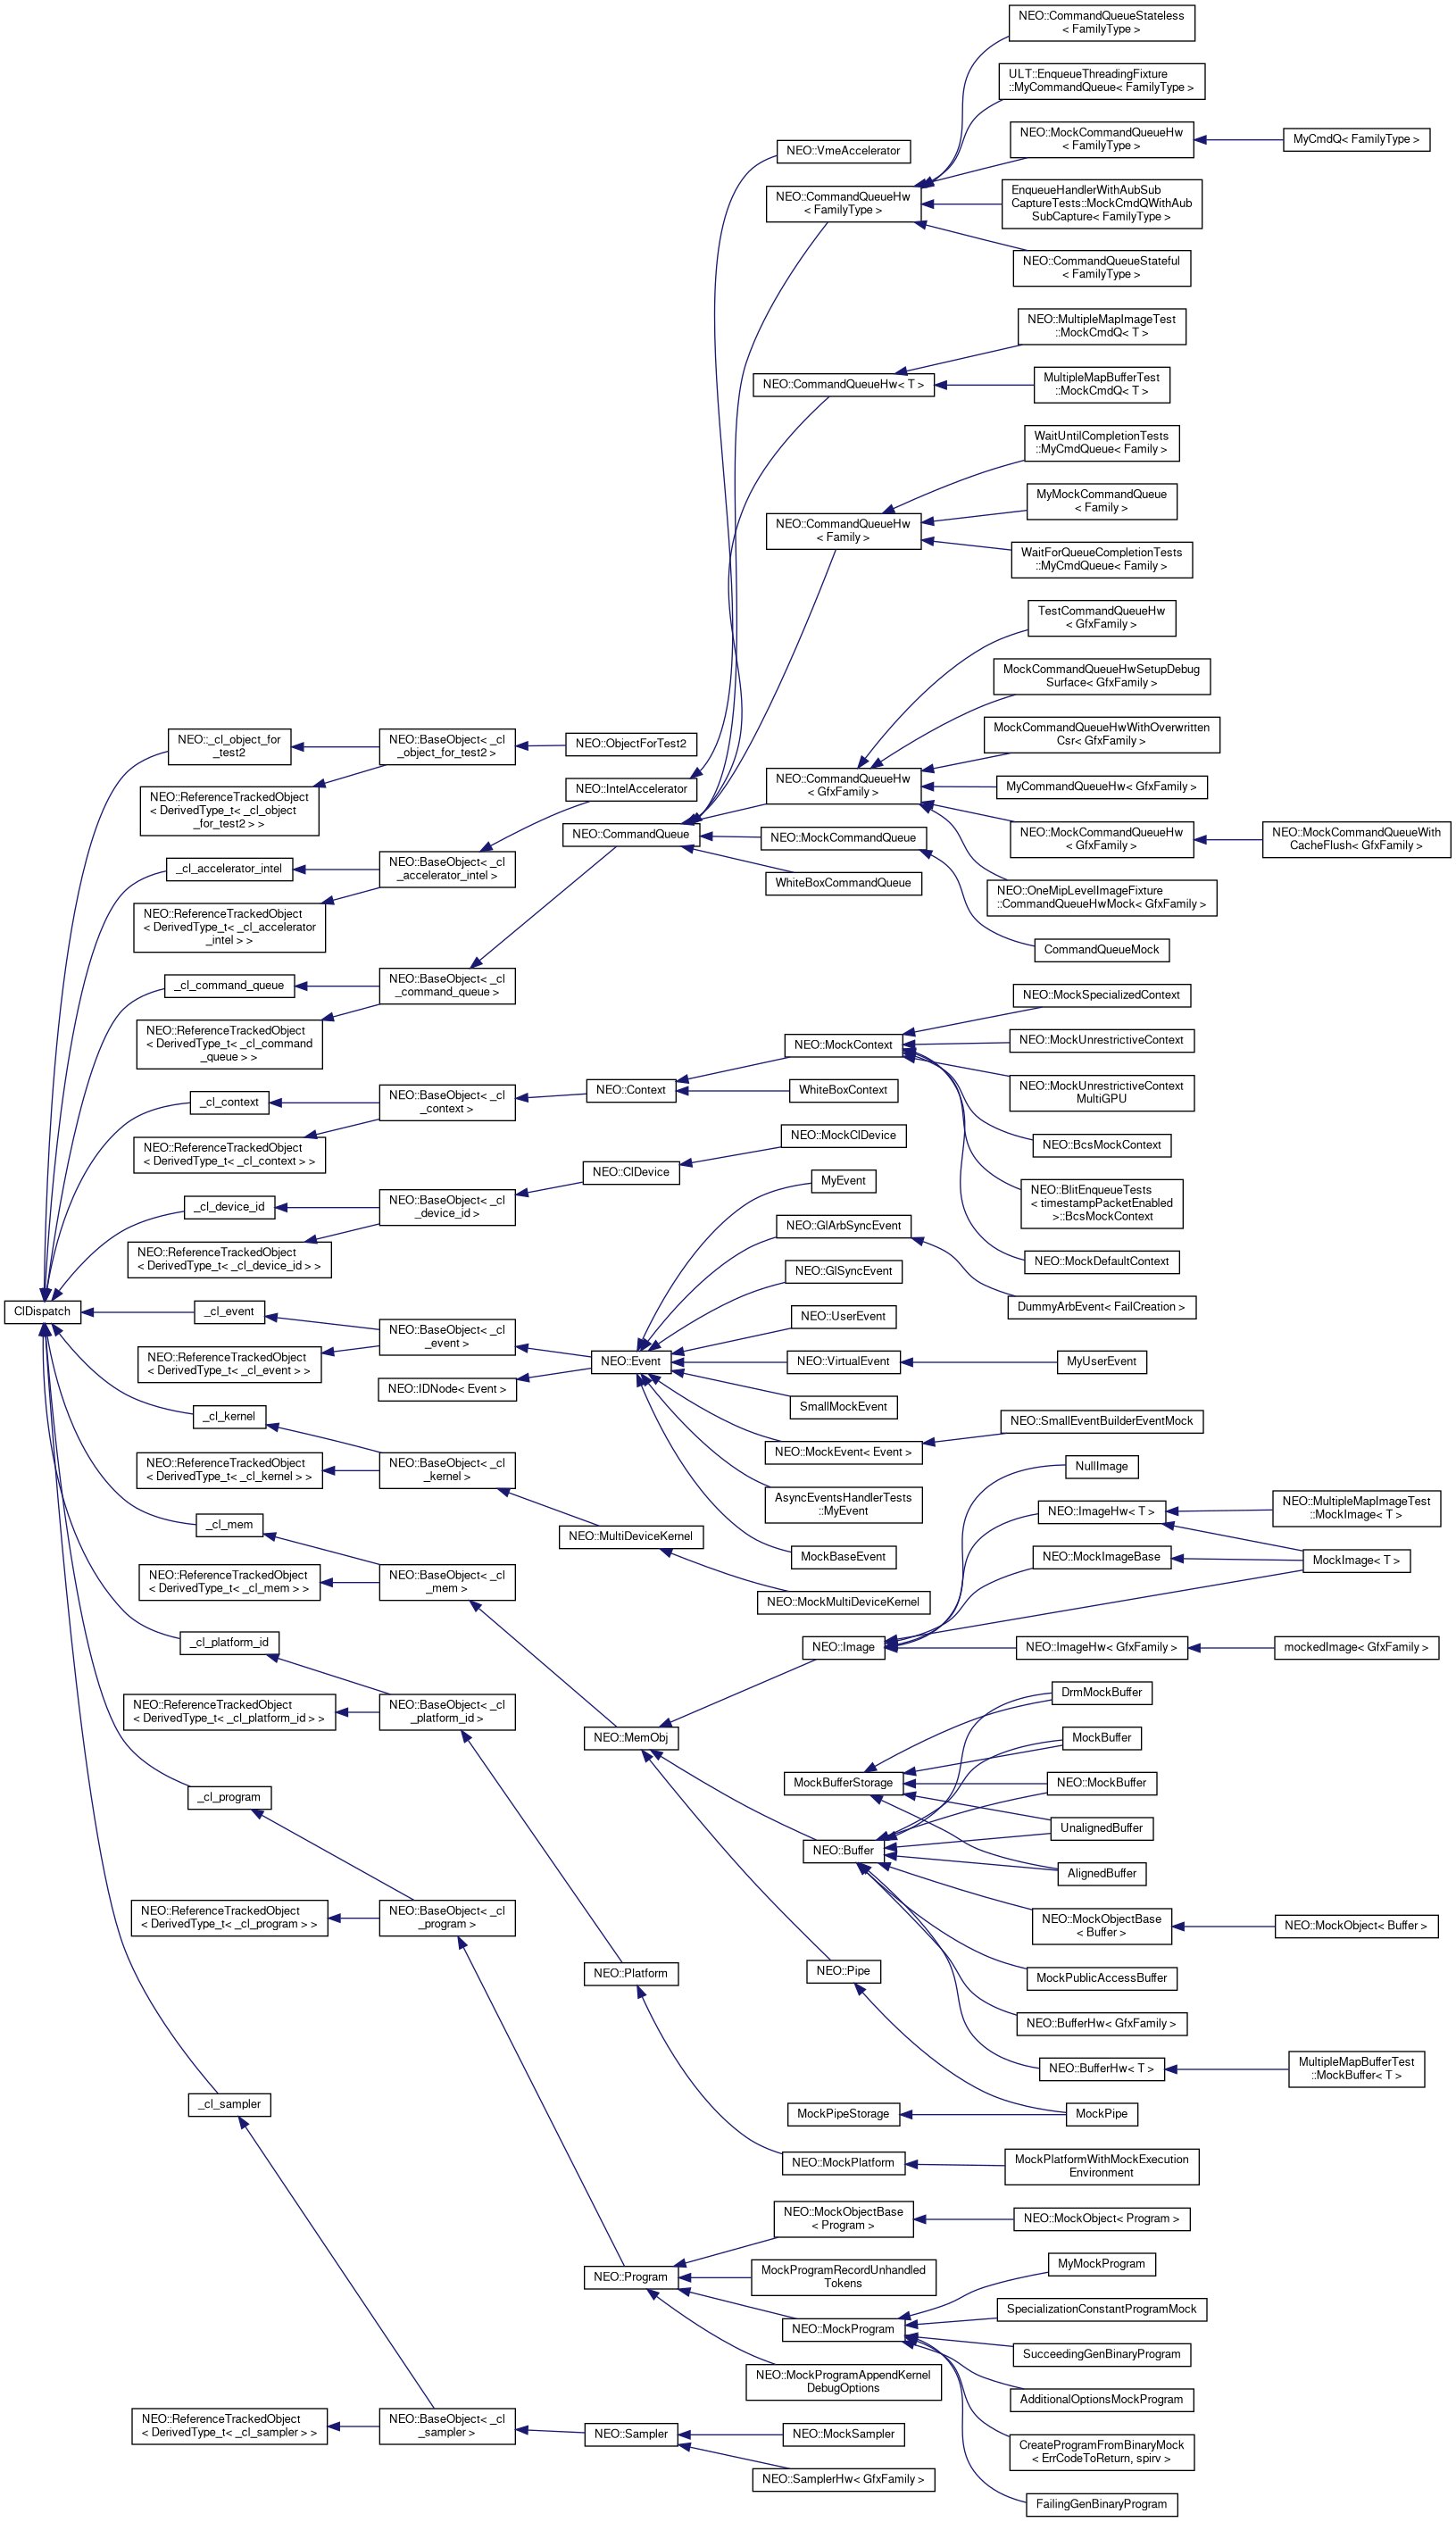 NEO::CommandQueueStateless
< FamilyType >
ULT::EnqueueThreadingFixture
::MyCommandQueue< FamilyType >
NEO::MockCommandQueueHw
< FamilyType >
MyCmdQ< FamilyType >
NEO::VmeAccelerator
NEO::CommandQueueHw
< FamilyType >
EnqueueHandlerWithAubSub
CaptureTests::MockCmdQWithAub
SubCapture< FamilyType >
NEO::CommandQueueStateful
< FamilyType >
NEO::MultipleMapImageTest
::MockCmdQ< T >
NEO::CommandQueueHw< T >
MultipleMapBufferTest
::MockCmdQ< T >
WaitUntilCompletionTests
::MyCmdQueue< Family >
NEO::CommandQueueHw
< Family >
MyMockCommandQueue
< Family >
WaitForQueueCompletionTests
::MyCmdQueue< Family >
TestCommandQueueHw
< GfxFamily >
MockCommandQueueHwSetupDebug
Surface< GfxFamily >
MockCommandQueueHwWithOverwritten
Csr< GfxFamily >
NEO::_cl_object_for
_test2
NEO::BaseObject< _cl
_object_for_test2 >
NEO::ObjectForTest2
NEO::ReferenceTrackedObject
< DerivedType_t< _cl_object
_for_test2 > >
NEO::IntelAccelerator
NEO::CommandQueueHw
< GfxFamily >
MyCommandQueueHw< GfxFamily >
NEO::CommandQueue
NEO::MockCommandQueue
NEO::MockCommandQueueHw
< GfxFamily >
NEO::MockCommandQueueWith
CacheFlush< GfxFamily >
_cl_accelerator_intel
NEO::BaseObject< _cl
_accelerator_intel >
WhiteBoxCommandQueue
NEO::OneMipLevelImageFixture
::CommandQueueHwMock< GfxFamily >
NEO::ReferenceTrackedObject
< DerivedType_t< _cl_accelerator
_intel > >
CommandQueueMock
_cl_command_queue
NEO::BaseObject< _cl
_command_queue >
NEO::MockSpecializedContext
NEO::ReferenceTrackedObject
< DerivedType_t< _cl_command
_queue > >
NEO::MockContext
NEO::MockUnrestrictiveContext
_cl_context
NEO::BaseObject< _cl
_context >
NEO::Context
WhiteBoxContext
NEO::MockUnrestrictiveContext
MultiGPU
NEO::ReferenceTrackedObject
< DerivedType_t< _cl_context > >
NEO::MockClDevice
NEO::BcsMockContext
NEO::ClDevice
MyEvent
_cl_device_id
NEO::BaseObject< _cl
_device_id >
NEO::BlitEnqueueTests
< timestampPacketEnabled
>::BcsMockContext
NEO::GlArbSyncEvent
NEO::ReferenceTrackedObject
< DerivedType_t< _cl_device_id > >
NEO::GlSyncEvent
NEO::MockDefaultContext
ClDispatch
_cl_event
NEO::BaseObject< _cl
_event >
NEO::UserEvent
DummyArbEvent< FailCreation >
NEO::ReferenceTrackedObject
< DerivedType_t< _cl_event > >
NEO::Event
NEO::VirtualEvent
MyUserEvent
NEO::IDNode< Event >
SmallMockEvent
_cl_kernel
NEO::MockEvent< Event >
NEO::SmallEventBuilderEventMock
NEO::ReferenceTrackedObject
< DerivedType_t< _cl_kernel > >
NEO::BaseObject< _cl
_kernel >
NullImage
AsyncEventsHandlerTests
::MyEvent
NEO::ImageHw< T >
NEO::MultipleMapImageTest
::MockImage< T >
_cl_mem
NEO::MultiDeviceKernel
MockBaseEvent
NEO::MockImageBase
MockImage< T >
NEO::ReferenceTrackedObject
< DerivedType_t< _cl_mem > >
NEO::BaseObject< _cl
_mem >
NEO::MockMultiDeviceKernel
_cl_platform_id
NEO::Image
NEO::ImageHw< GfxFamily >
mockedImage< GfxFamily >
NEO::ReferenceTrackedObject
< DerivedType_t< _cl_platform_id > >
NEO::BaseObject< _cl
_platform_id >
DrmMockBuffer
NEO::MemObj
MockBuffer
MockBufferStorage
NEO::MockBuffer
_cl_program
UnalignedBuffer
NEO::Buffer
AlignedBuffer
NEO::ReferenceTrackedObject
< DerivedType_t< _cl_program > >
NEO::BaseObject< _cl
_program >
NEO::MockObjectBase
< Buffer >
NEO::MockObject< Buffer >
NEO::Platform
NEO::Pipe
MockPublicAccessBuffer
NEO::BufferHw< GfxFamily >
NEO::BufferHw< T >
MultipleMapBufferTest
::MockBuffer< T >
_cl_sampler
MockPipeStorage
MockPipe
NEO::MockPlatform
MockPlatformWithMockExecution
Environment
NEO::MockObjectBase
< Program >
NEO::MockObject< Program >
NEO::Program
MockProgramRecordUnhandled
Tokens
MyMockProgram
SpecializationConstantProgramMock
NEO::MockProgram
SucceedingGenBinaryProgram
NEO::MockProgramAppendKernel
DebugOptions
AdditionalOptionsMockProgram
NEO::ReferenceTrackedObject
< DerivedType_t< _cl_sampler > >
NEO::BaseObject< _cl
_sampler >
NEO::Sampler
NEO::MockSampler
CreateProgramFromBinaryMock
< ErrCodeToReturn, spirv >
NEO::SamplerHw< GfxFamily >
FailingGenBinaryProgram